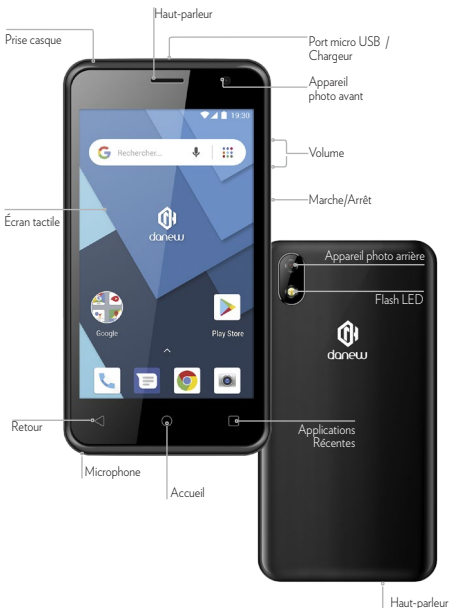 Haut-parleur
Prise casque
Port micro USB /
Chargeur
Appareil
photo avant
19:30
Rechercher...
Volume
Marche/Arrêt
Écran tactile
danew
Google
Play Store
Appareil photo arrière
Flash LED
danew
Retour
Applications
Récentes
Microphone
Accueil
Haut-parleur